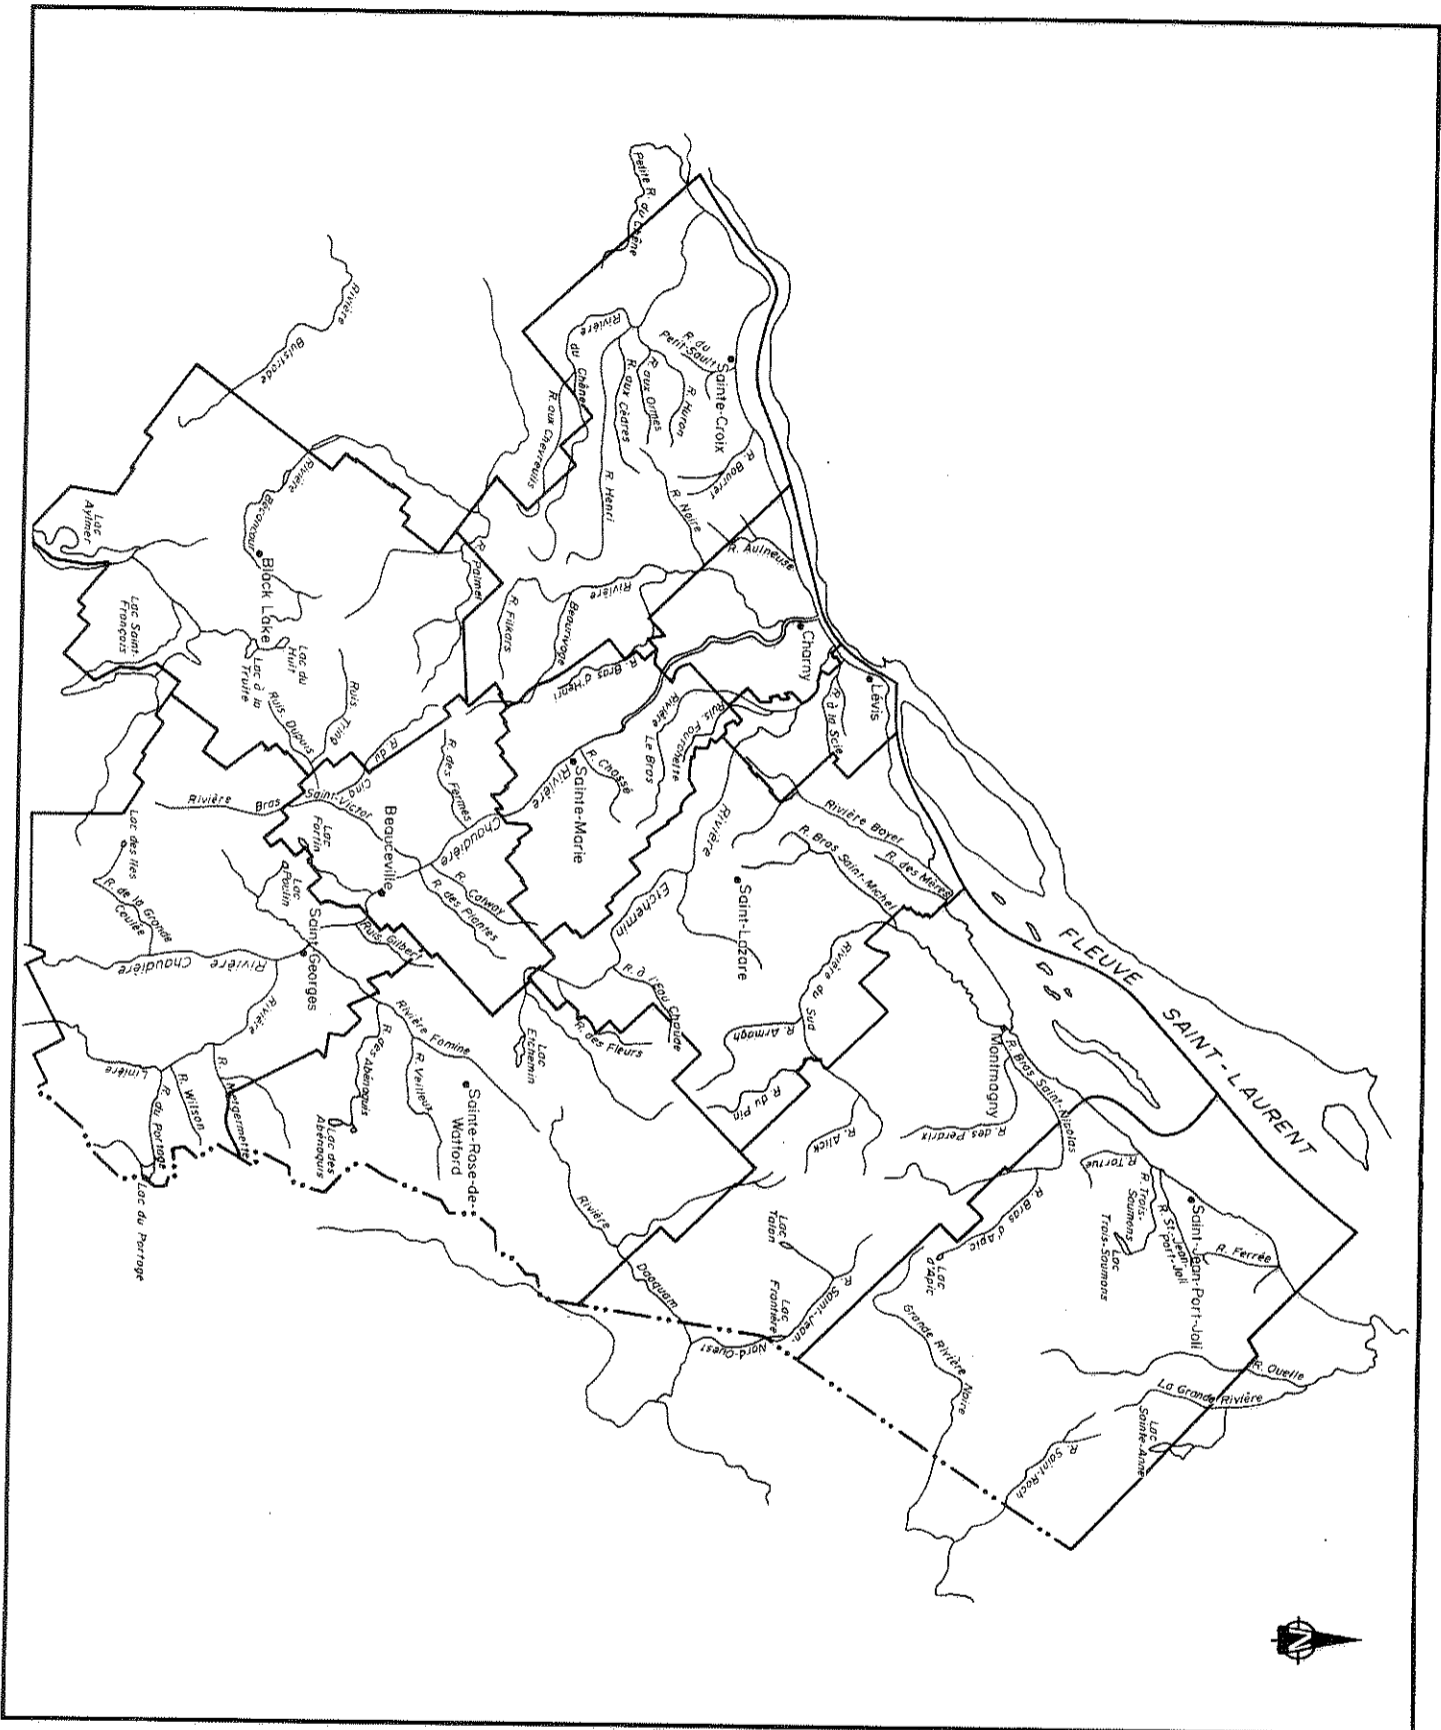 Petite R. du Chêne
Rivière
Bulstrode
Rivière
du Chêne
R. aux Chevreuils
R. du
Petit-Sault
Sainte-Croix
R. Huron
R. aux Ormes
R. aux Cèdres
R. Henri
R. Bourret
R. Noire
R. Aulneuse
Rivière
Bécancour
Black Lake
Lac
Aylmer
Lac Saint-
François
Lac du
Huit
Lac à la
Truite
R. Palmer
R. Filkars
Beaurivage
Rivière
R. Bras d'Henri
Charny
Lévis
R. à la Scie
Ruis. Fourchette
Rivière
Le Bras
R. Chassé
Sainte-Marie
Rivière
Chaudière
R. des Fermes
Ruis. Tring
Ruis. Dupuis
R. du
Cinq
Saint-Victor
Rivière Bras
Beauceville
Lac
Fortin
Lac
Poulin
R. Calway
R. des Plantes
Ruis. Gilbert
Saint-Georges
Lac des Iles
R. de la Grande
Coulée
Rivière Chaudière
Rivière
Linière
R. Metgermette
R. Wilson
R. du Portage
Lac du Portage
Rivière Famine
R. des Abénaquis
R. Veilleux
Lac des
Abénaquis
Sainte-Rose-de-
Watford
Lac
Etchemin
R. des Fleurs
R. à l'Eau Chaude
Rivière
Etchemin
Saint-Lazare
Rivière Boyer
R. Bras Saint-Michel
R. des Mères
Rivière du
Sud
R. Armagh
R. du Pin
R. Alick
R. des Perdrix
Montmagny
R. Bras Saint-Nicolas
FLEUVE SAINT-LAURENT
R. Tortue
R. Trois-
Saumons
Lac
Trois-Saumons
R. St-Jean-
Port-Joli
Saint-Jean-Port-Joli
R. Ferrée
R. Bras d'Apic
Lac
d'Apic
Lac
Talon
Lac
Frontière
R. Saint-Jean-
Nord-Ouest
Rivière
Daaquam
Grande Rivière Noire
R. Ouelle
La Grande Rivière
Lac
Sainte-Anne
R. Saint-Roch
N